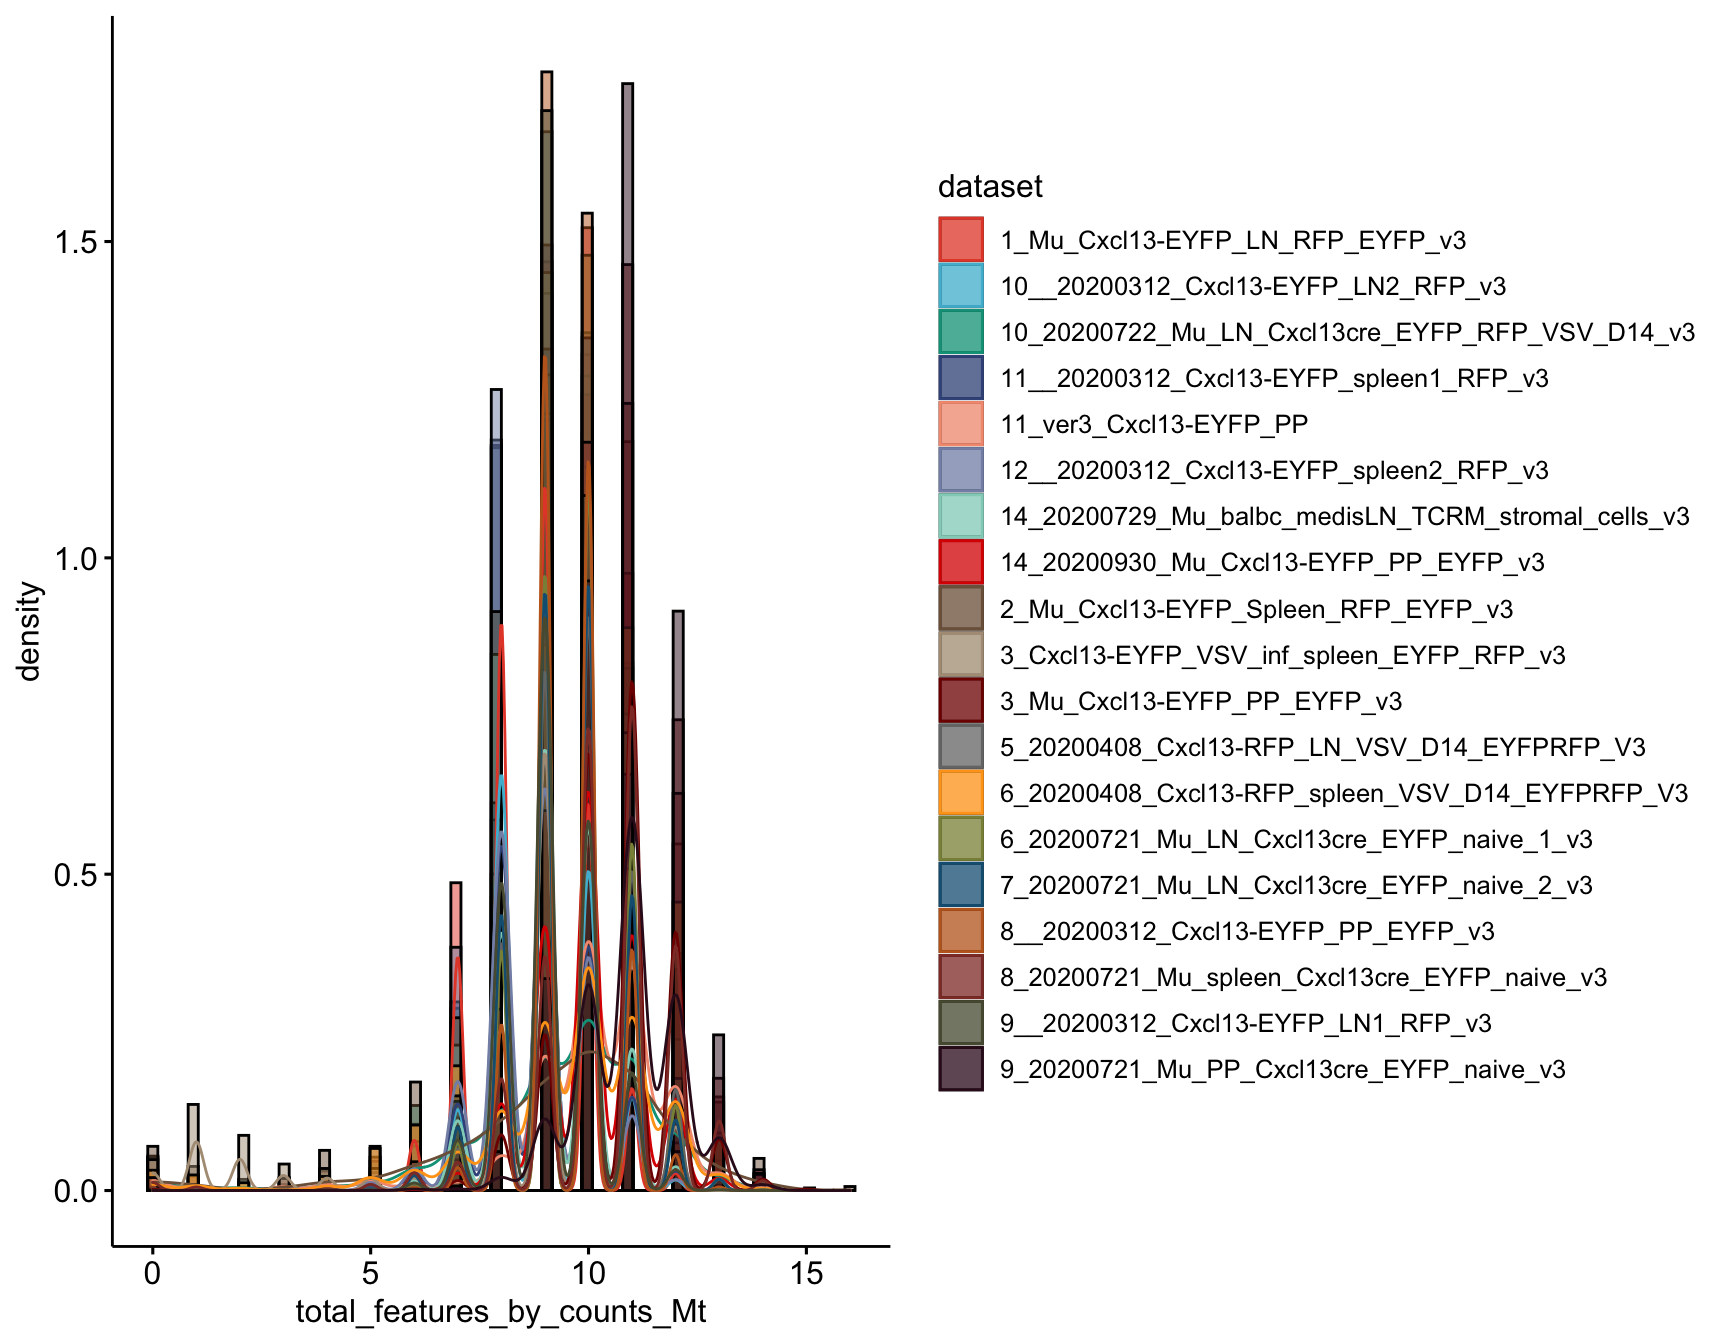 density
1.5
1.0
0.5
0.0
0 5 10 15
total_features_by_counts_Mt
dataset
1_Mu_Cxcl13-EYFP_LN_RFP_EYFP_v3
10__20200312_Cxcl13-EYFP_LN2_RFP_v3
10_20200722_Mu_LN_Cxcl13cre_EYFP_RFP_VSV_D14_v3
11__20200312_Cxcl13-EYFP_spleen1_RFP_v3
11_ver3_Cxcl13-EYFP_PP
12__20200312_Cxcl13-EYFP_spleen2_RFP_v3
14_20200729_Mu_balbc_medisLN_TCRM_stromal_cells_v3
14_20200930_Mu_Cxcl13-EYFP_PP_EYFP_v3
2_Mu_Cxcl13-EYFP_Spleen_RFP_EYFP_v3
3_Cxcl13-EYFP_VSV_inf_spleen_EYFP_RFP_v3
3_Mu_Cxcl13-EYFP_PP_EYFP_v3
5_20200408_Cxcl13-RFP_LN_VSV_D14_EYFPRFP_V3
6_20200408_Cxcl13-RFP_spleen_VSV_D14_EYFPRFP_V3
6_20200721_Mu_LN_Cxcl13cre_EYFP_naive_1_v3
7_20200721_Mu_LN_Cxcl13cre_EYFP_naive_2_v3
8__20200312_Cxcl13-EYFP_PP_EYFP_v3
8_20200721_Mu_spleen_Cxcl13cre_EYFP_naive_v3
9__20200312_Cxcl13-EYFP_LN1_RFP_v3
9_20200721_Mu_PP_Cxcl13cre_EYFP_naive_v3